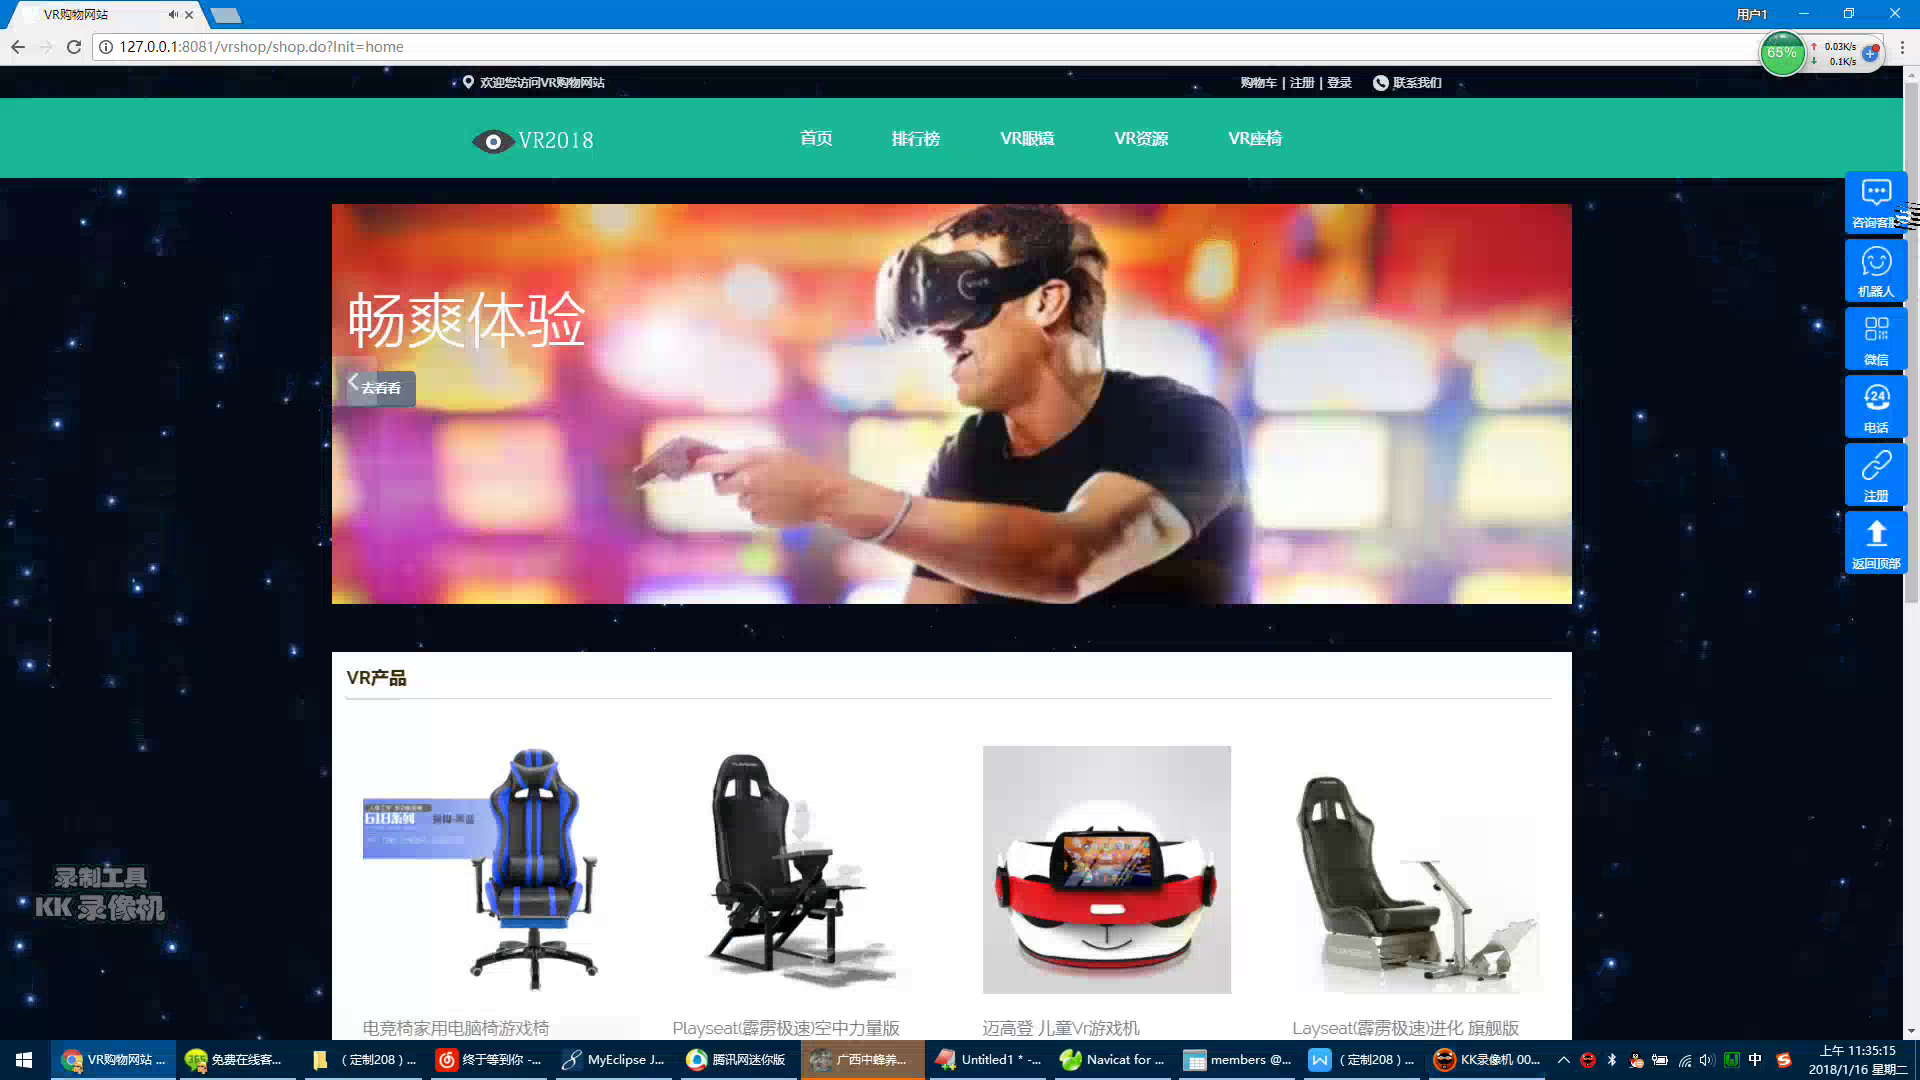 VR购物网站
用户1
127.0.0.1:8081/vrshop/shop.do?Init=home
65%
0.03K/s
0.1K/s
欢迎您访问VR购物网站
购物车 | 注册 | 登录
联系我们
VR2018
首页
排行榜
VR眼镜
VR资源
VR座椅
畅爽体验
去看看
咨询客服
机器人
微信
24
电话
注册
返回顶部
VR产品
618系列
电竞椅家用电脑椅游戏椅
Playseat(霹雳极速)空中力量版
迈高登 儿童Vr游戏机
Layseat(霹雳极速)进化 旗舰版
录制工具
KK 录像机
VR购物网站 ...
免费在线客...
（定制208）...
终于等到你 -...
MyEclipse J...
腾讯网迷你版
广西中蜂养...
Untitled1 * -...
Navicat for ...
members @...
（定制208）...
KK录像机 00...
中
上午 11:35:15
2018/1/16 星期二